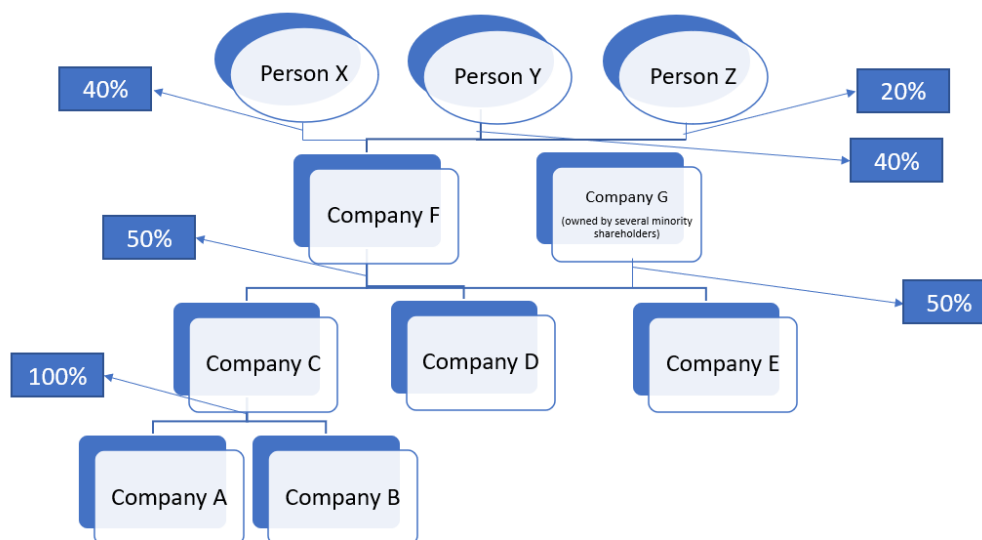 Person X
Person Y
Person Z
40%
20%
40%
Company F
Company G
(owned by several minority
shareholders)
50%
50%
Company C
Company D
Company E
100%
Company A
Company B